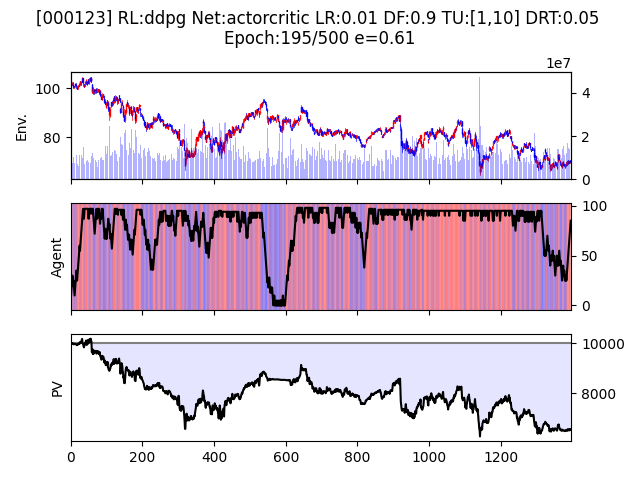 [000123] RL:ddpg Net:actorcritic LR:0.01 DF:0.9 TU:[1,10] DRT:0.05
Epoch:195/500 e=0.61
1e7
100
80
Env.
4
2
0
Agent
100
50
0
PV
10000
8000
0 200 400 600 800 1000 1200